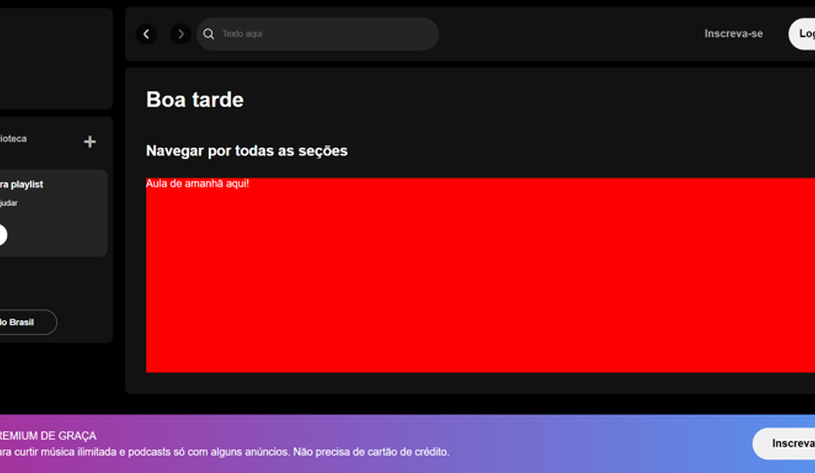 Texto aqui
Inscreva-se
Log
Boa tarde
Navegar por todas as seções
Aula de amanhã aqui!
ioteca
ra playlist
judar
lo Brasil
REMIUM DE GRAÇA
ara curtir música ilimitada e podcasts só com alguns anúncios. Não precisa de cartão de crédito.
Inscreva